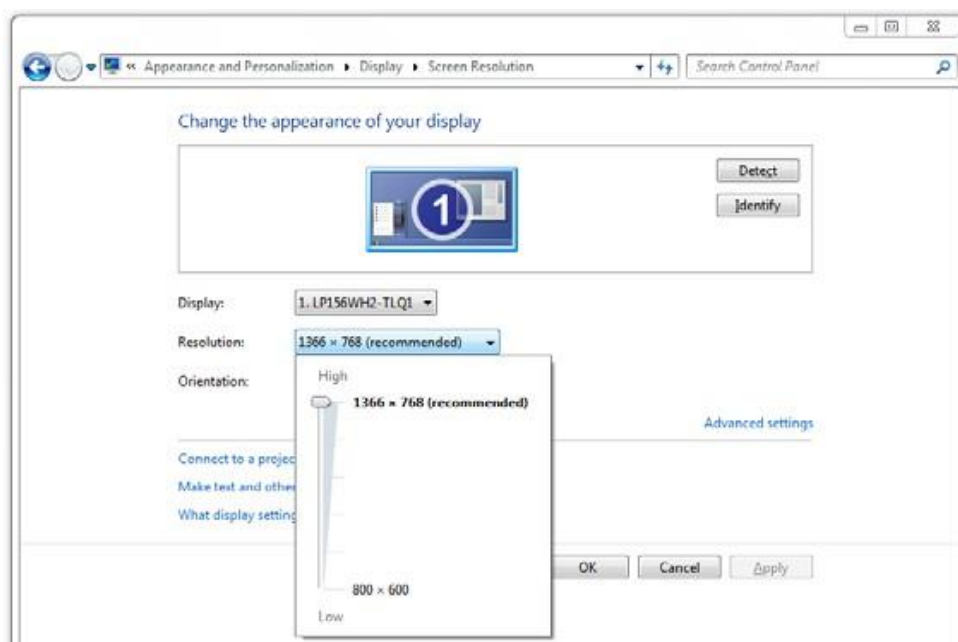 « Appearance and Personalization ▸ Display ▸ Screen Resolution
Search Control Panel
Change the appearance of your display
1
Detect
Identify
Display: 1. LP156WH2-TLQ1
Resolution: 1366 × 768 (recommended)
Orientation:
High
1366 × 768 (recommended)
800 × 600
Low
Advanced settings
Connect to a projec
Make text and other
What display setting
OK Cancel Apply